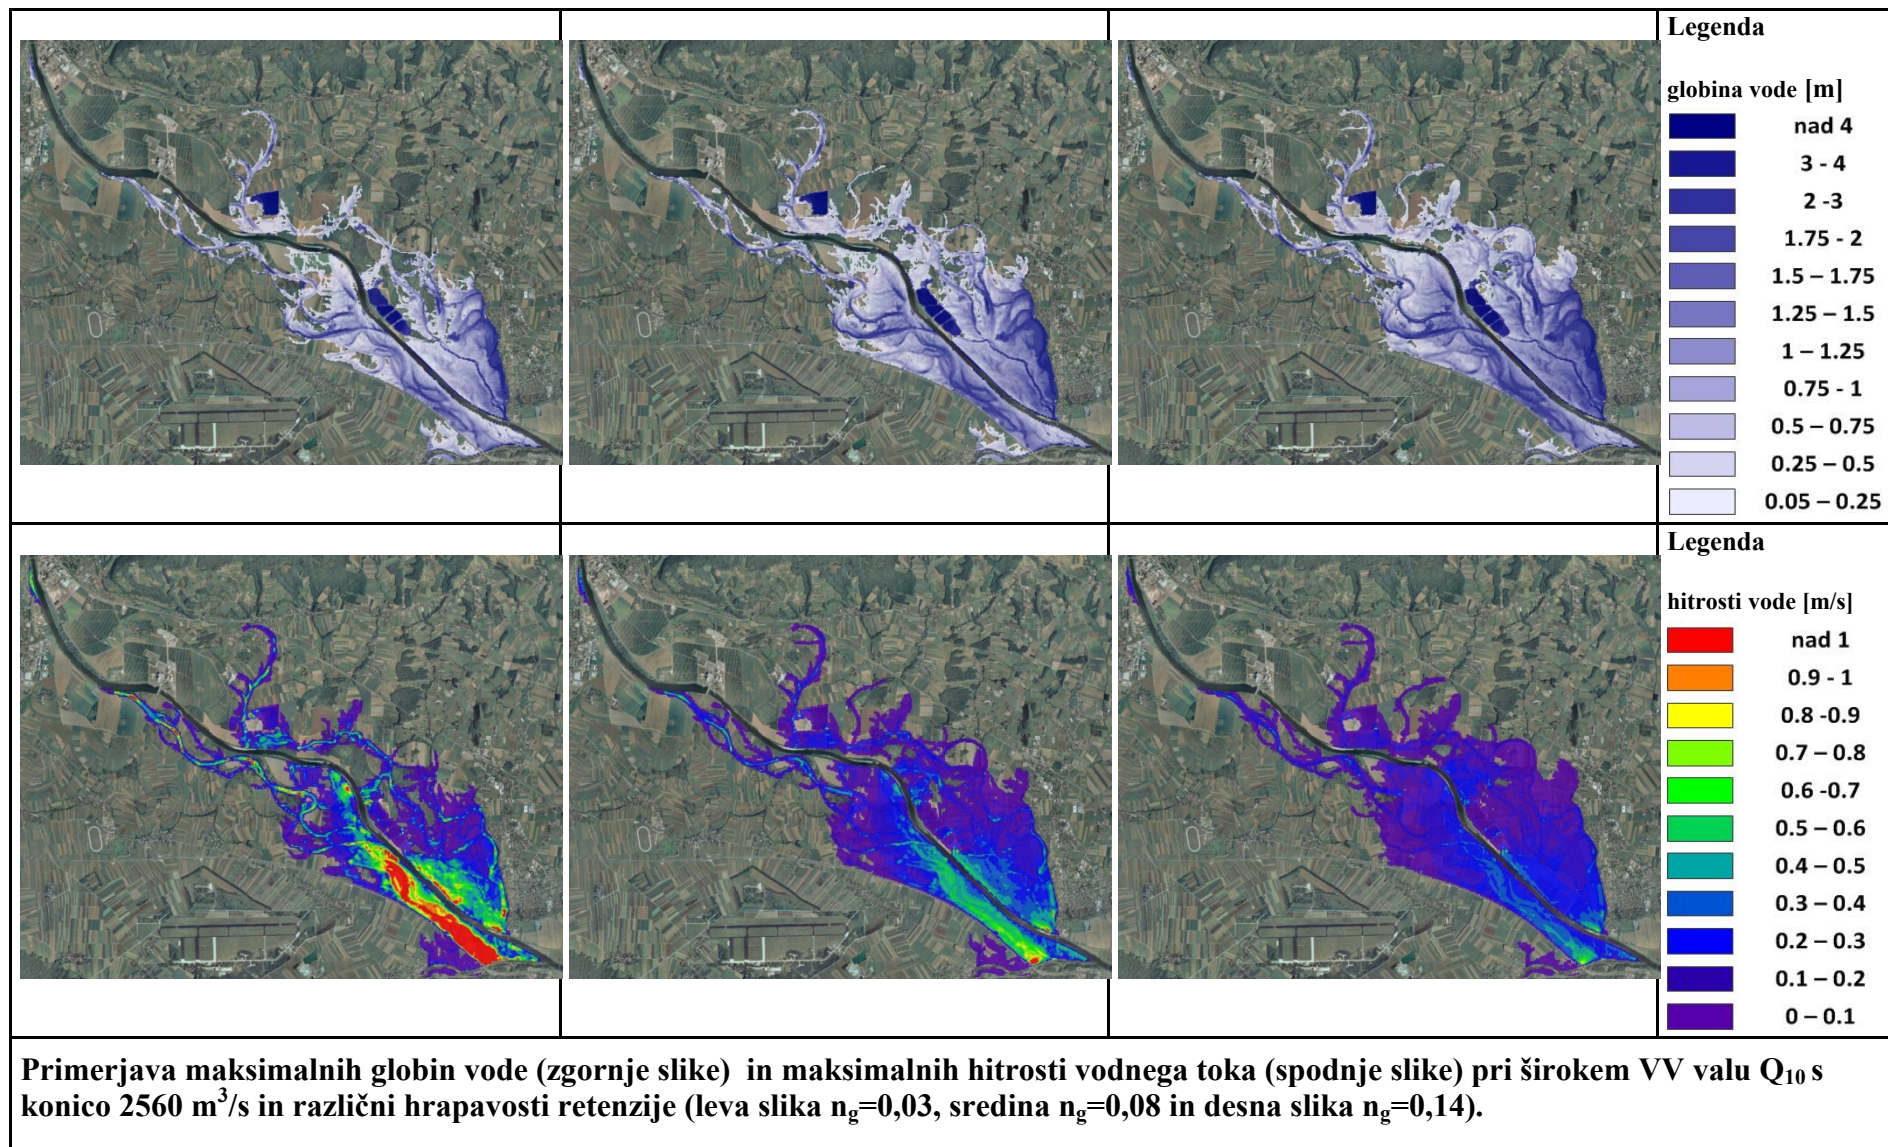 Legenda
globina vode [m]
nad 4
3 - 4
2 -3
1.75 - 2
1.5 – 1.75
1.25 – 1.5
1 – 1.25
0.75 - 1
0.5 – 0.75
0.25 – 0.5
0.05 – 0.25
Legenda
hitrosti vode [m/s]
nad 1
0.9 - 1
0.8 -0.9
0.7 – 0.8
0.6 -0.7
0.5 – 0.6
0.4 – 0.5
0.3 – 0.4
0.2 – 0.3
0.1 – 0.2
0 – 0.1
Primerjava maksimalnih globin vode (zgornje slike) in maksimalnih hitrosti vodnega toka (spodnje slike) pri širokem VV valu Q₁₀ s
konico 2560 m³/s in različni hrapavosti retenzije (leva slika n_g=0,03, sredina n_g=0,08 in desna slika n_g=0,14).